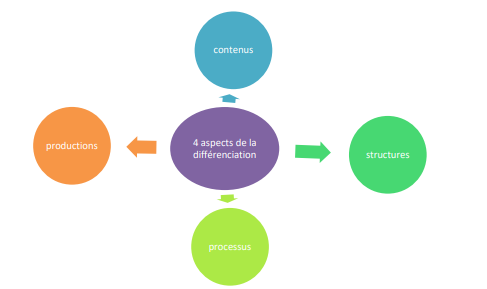 contenus
productions
4 aspects de la
différenciation
structures
processus